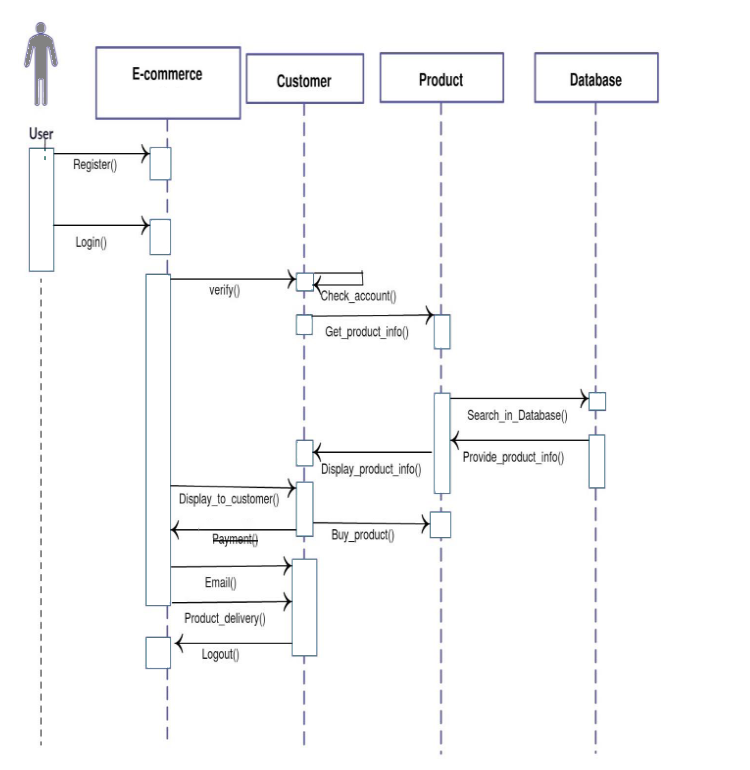 E-commerce
Customer
Product
Database
User
Register()
Login()
verify()
Check_account()
Get_product_info()
Search_in_Database()
Provide_product_info()
Display_product_info()
Display_to_customer()
Payment()
Buy_product()
Email()
Product_delivery()
Logout()